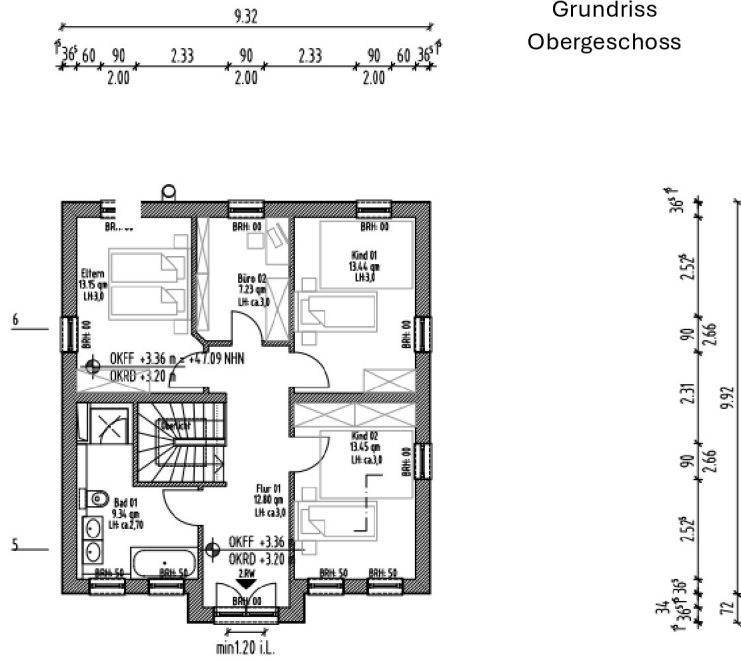 Grundriss
Obergeschoss
9.32
36⁵ 60 90 2.33 90 2.33 90 60 36⁵
2.00 2.00 2.00
BRH: 00
BRH: 00
Eltern
13.15 qm
LH:3,0
Büro 02
7.23 qm
LH: ca.3,0
Kind 01
13.44 qm
LH:3,0
BRH: 00
6
OKFF +3.36 m = +47.09 NHN
OKRD +3.20 m
Kind 02
13.45 qm
LH: ca.3,0
BRH: 00
Flur 01
12.80 qm
LH: ca.3,0
Bad 01
9.34 qm
LH: ca.2,70
5
OKFF +3.36
OKRD +3.20
2.RW
BRH: 50
BRH: 50
BRH: 00
BRH: 50
BRH: 50
min1.20 i.L.
36⁵
2.52⁵
90
2.66
2.31
9.92
90
2.66
2.52⁵
36⁵
34
36⁵
72